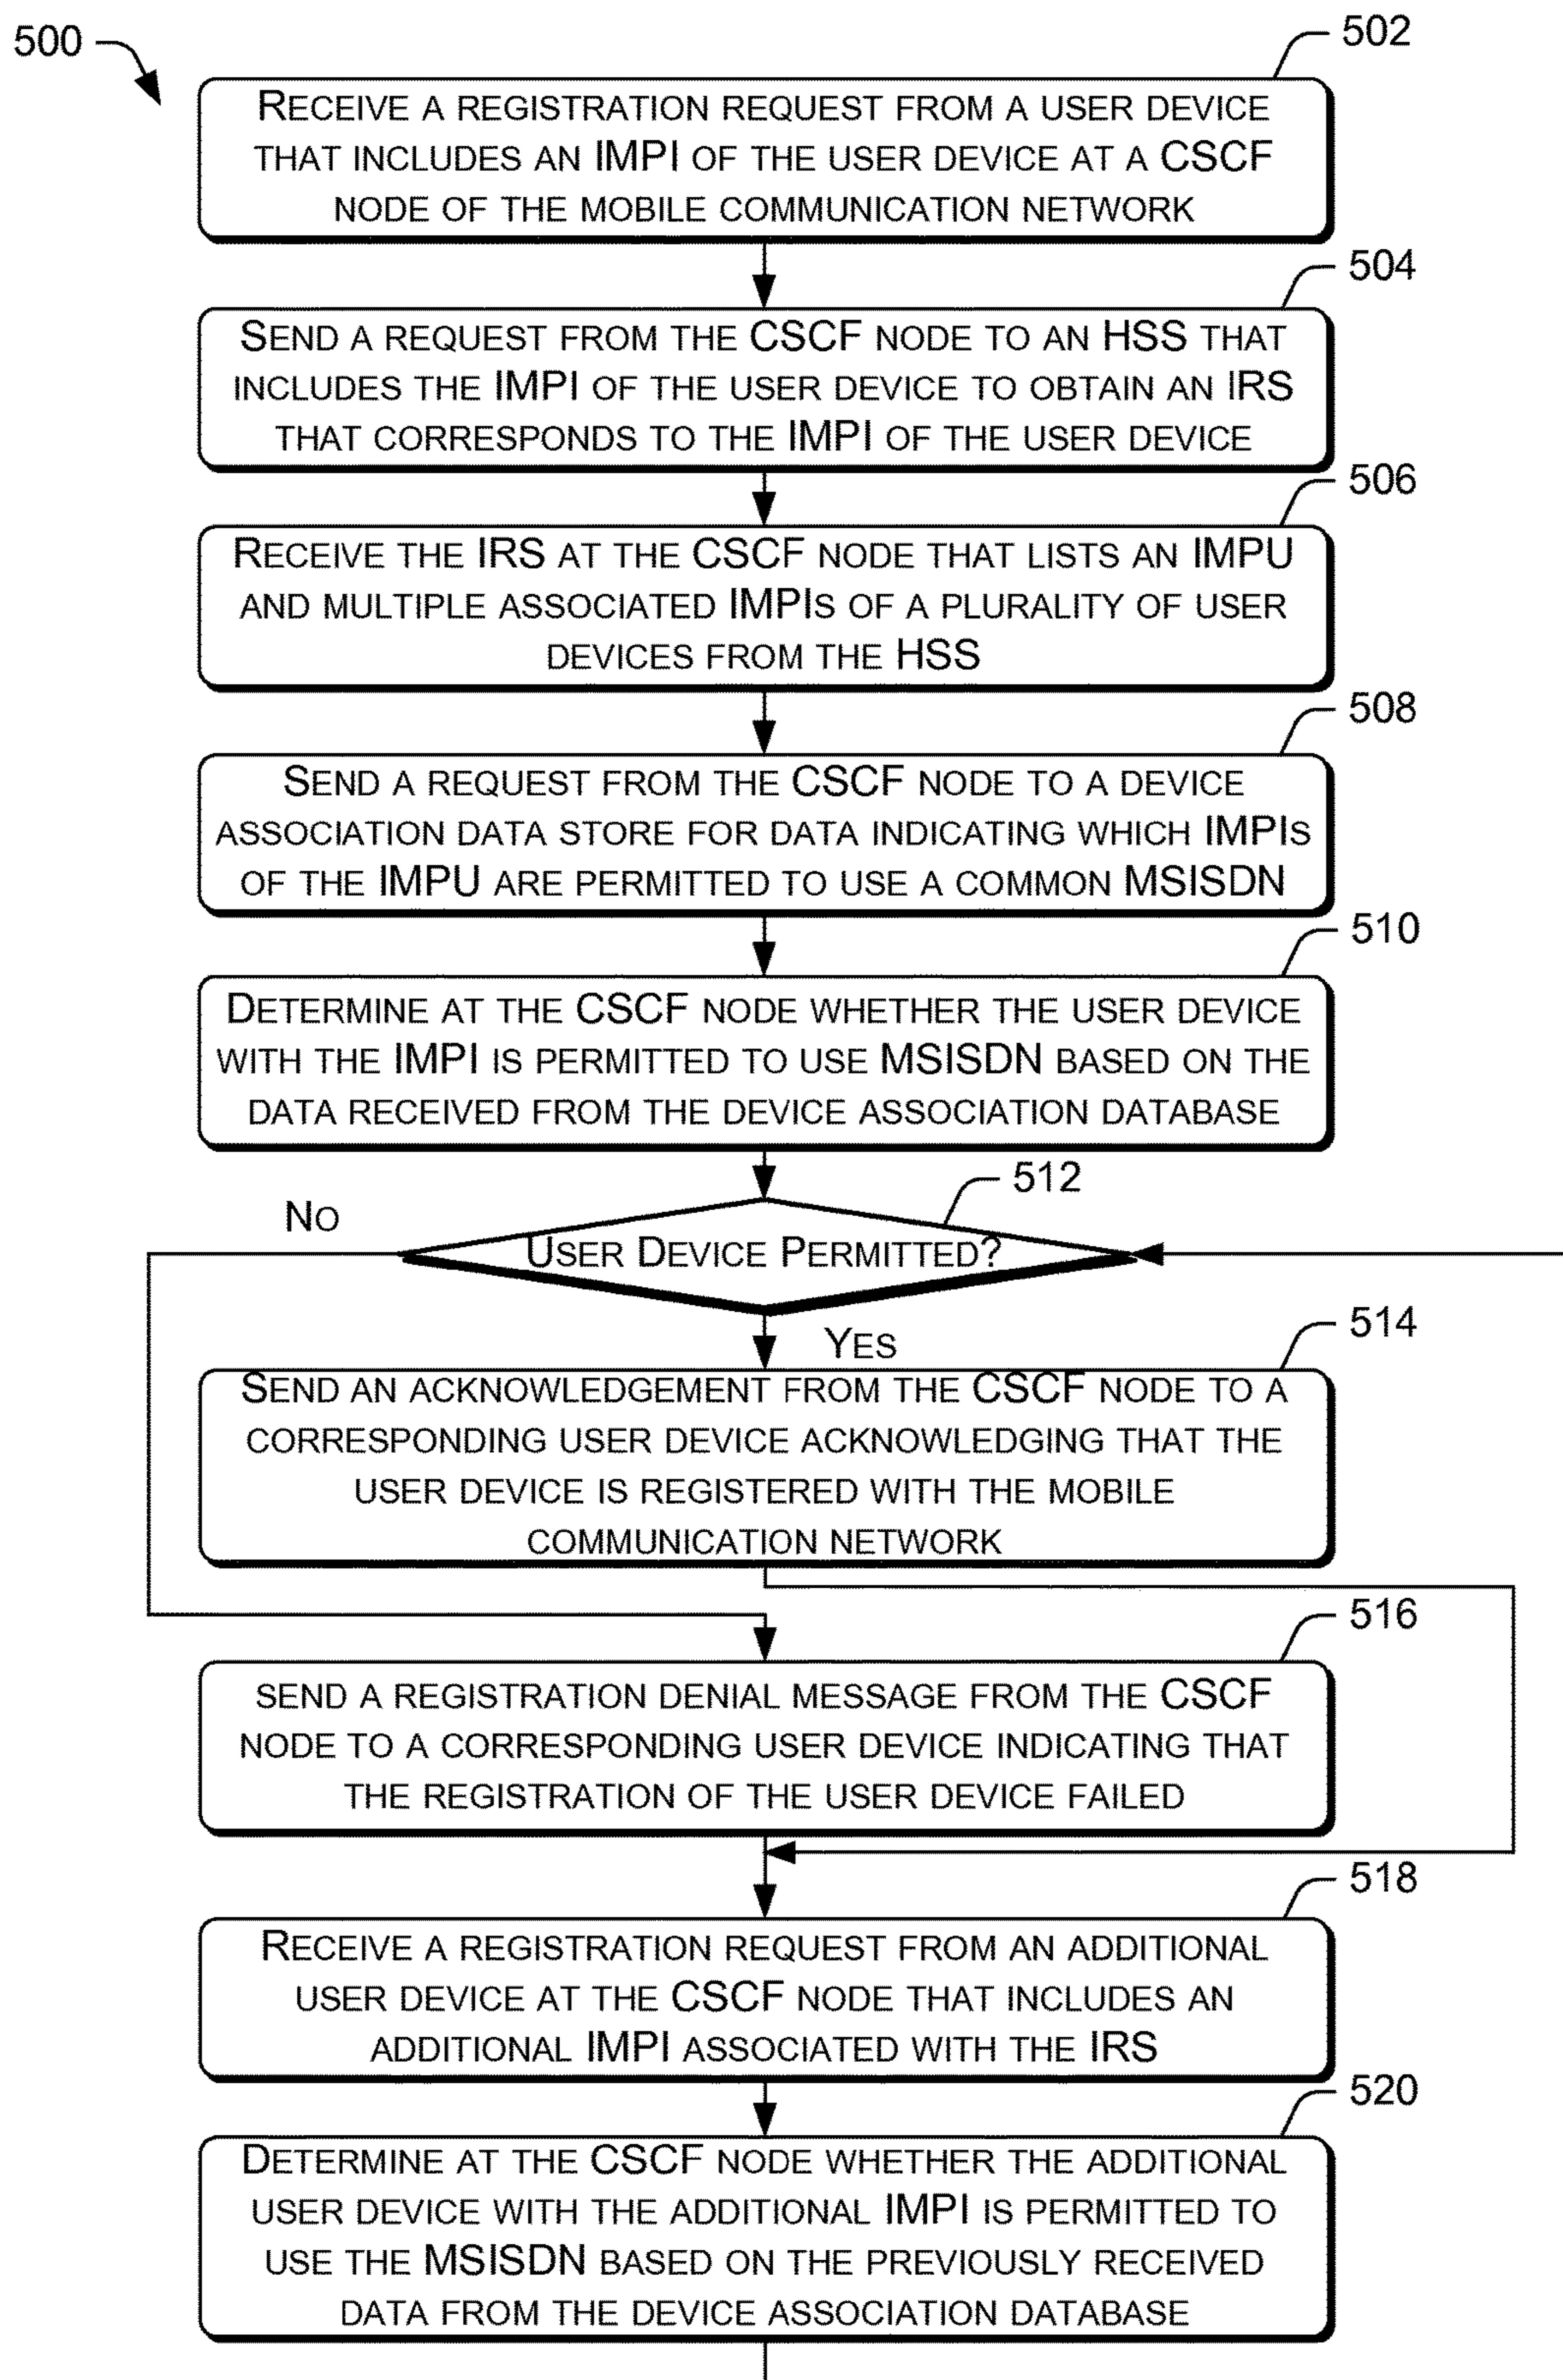 500
502
RECEIVE A REGISTRATION REQUEST FROM A USER DEVICE
THAT INCLUDES AN IMPI OF THE USER DEVICE AT A CSCF
NODE OF THE MOBILE COMMUNICATION NETWORK
504
SEND A REQUEST FROM THE CSCF NODE TO AN HSS THAT
INCLUDES THE IMPI OF THE USER DEVICE TO OBTAIN AN IRS
THAT CORRESPONDS TO THE IMPI OF THE USER DEVICE
506
RECEIVE THE IRS AT THE CSCF NODE THAT LISTS AN IMPU
AND MULTIPLE ASSOCIATED IMPIS OF A PLURALITY OF USER
DEVICES FROM THE HSS
508
SEND A REQUEST FROM THE CSCF NODE TO A DEVICE
ASSOCIATION DATA STORE FOR DATA INDICATING WHICH IMPIS
OF THE IMPU ARE PERMITTED TO USE A COMMON MSISDN
510
DETERMINE AT THE CSCF NODE WHETHER THE USER DEVICE
WITH THE IMPI IS PERMITTED TO USE MSISDN BASED ON THE
DATA RECEIVED FROM THE DEVICE ASSOCIATION DATABASE
512
NO
USER DEVICE PERMITTED?
YES
514
SEND AN ACKNOWLEDGEMENT FROM THE CSCF NODE TO A
CORRESPONDING USER DEVICE ACKNOWLEDGING THAT THE
USER DEVICE IS REGISTERED WITH THE MOBILE
COMMUNICATION NETWORK
516
SEND A REGISTRATION DENIAL MESSAGE FROM THE CSCF
NODE TO A CORRESPONDING USER DEVICE INDICATING THAT
THE REGISTRATION OF THE USER DEVICE FAILED
518
RECEIVE A REGISTRATION REQUEST FROM AN ADDITIONAL
USER DEVICE AT THE CSCF NODE THAT INCLUDES AN
ADDITIONAL IMPI ASSOCIATED WITH THE IRS
520
DETERMINE AT THE CSCF NODE WHETHER THE ADDITIONAL
USER DEVICE WITH THE ADDITIONAL IMPI IS PERMITTED TO
USE THE MSISDN BASED ON THE PREVIOUSLY RECEIVED
DATA FROM THE DEVICE ASSOCIATION DATABASE